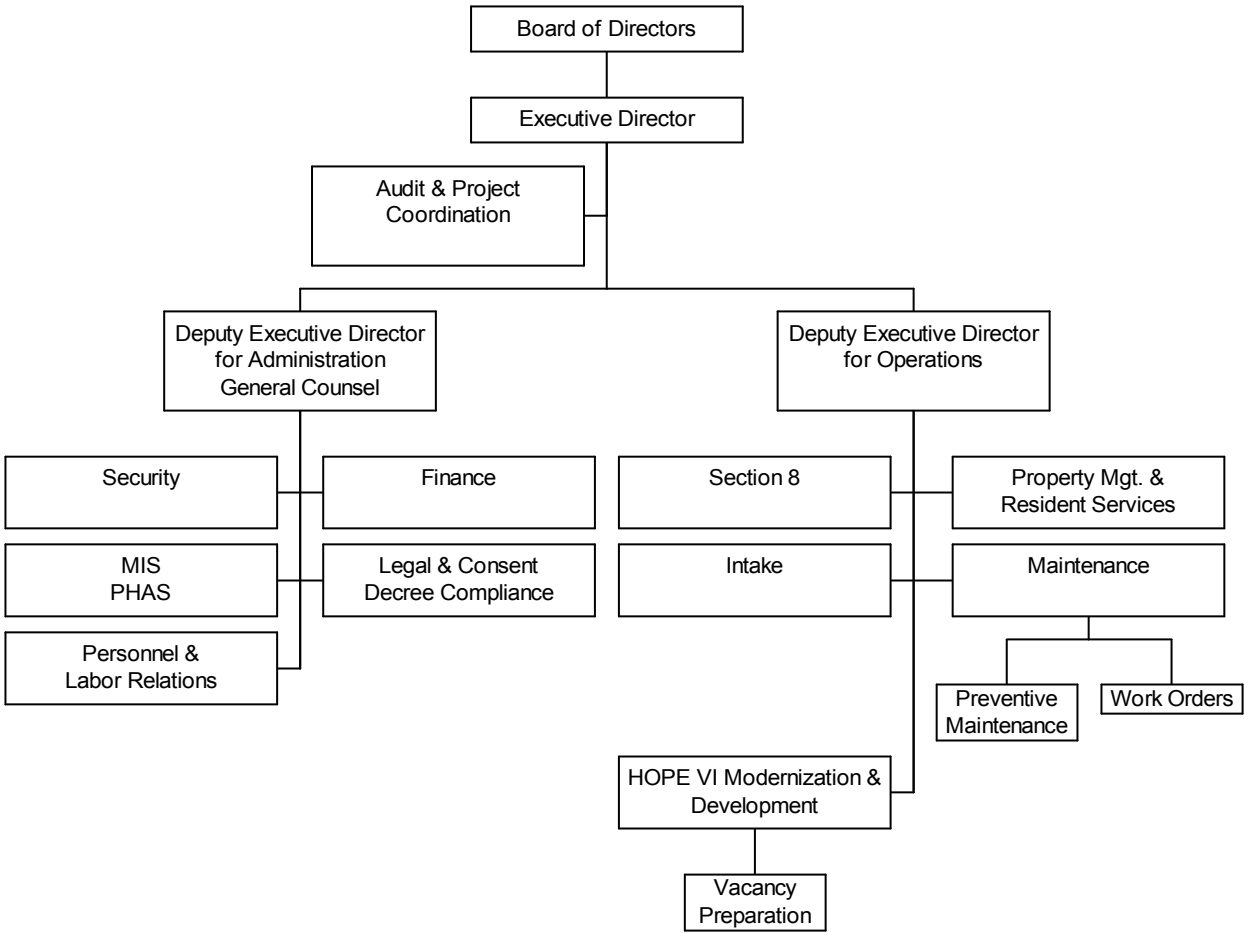 Board of Directors
Executive Director
Audit & Project
Coordination
Deputy Executive Director
for Administration
General Counsel
Deputy Executive Director
for Operations
Security
Finance
Section 8
Property Mgt. &
Resident Services
MIS
PHAS
Legal & Consent
Decree Compliance
Intake
Maintenance
Personnel &
Labor Relations
Preventive
Maintenance
Work Orders
HOPE VI Modernization &
Development
Vacancy
Preparation